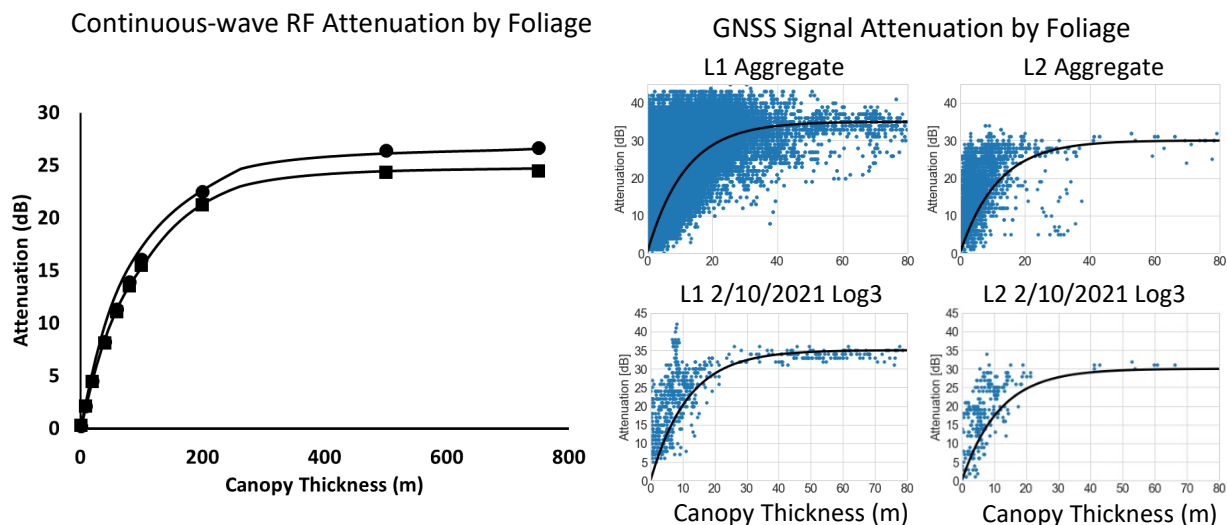 Continuous-wave RF Attenuation by Foliage
30
25
20
15
10
5
0
Attenuation (dB)
0 200 400 600 800
Canopy Thickness (m)
GNSS Signal Attenuation by Foliage
L1 Aggregate
40
30
20
10
0
Attenuation [dB]
0 20 40 60 80
L2 Aggregate
40
30
20
10
0
Attenuation [dB]
0 20 40 60 80
L1 2/10/2021 Log3
45
40
35
30
25
20
15
10
5
0
Attenuation [dB]
0 10 20 30 40 50 60 70 80
Canopy Thickness (m)
L2 2/10/2021 Log3
45
40
35
30
25
20
15
10
5
0
Attenuation [dB]
0 10 20 30 40 50 60 70 80
Canopy Thickness (m)